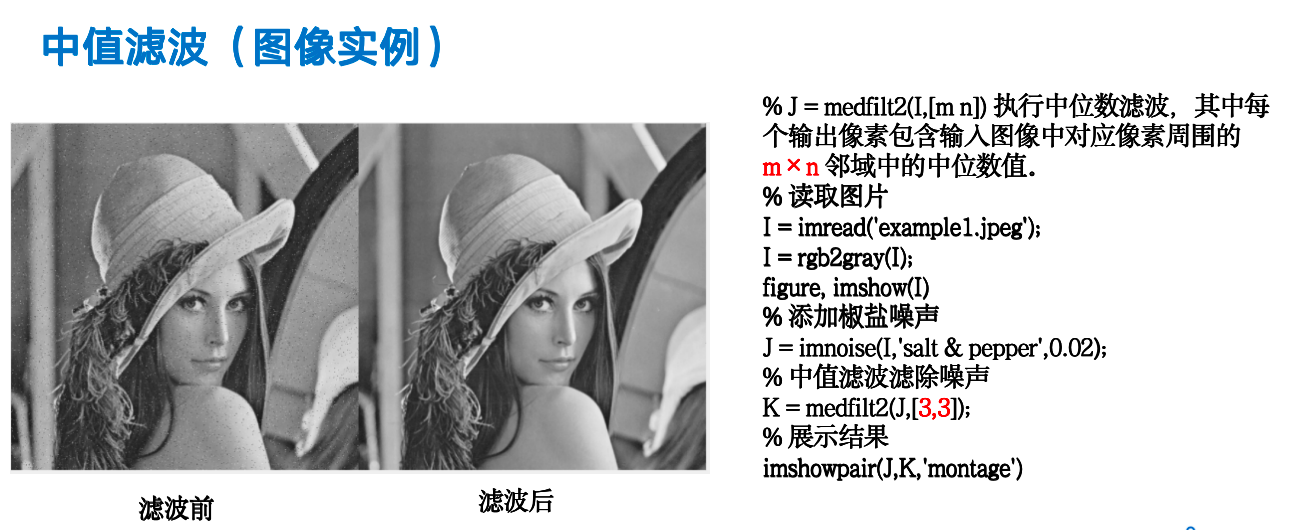 中值滤波（图像实例）
% J = medfilt2(I,[m n]) 执行中位数滤波，其中每
个输出像素包含输入图像中对应像素周围的
m×n 邻域中的中位数值.
% 读取图片
I = imread('example1.jpeg');
I = rgb2gray(I);
figure, imshow(I)
% 添加椒盐噪声
J = imnoise(I,'salt & pepper',0.02);
% 中值滤波滤除噪声
K = medfilt2(J,[3,3]);
% 展示结果
imshowpair(J,K,'montage')
滤波前
滤波后